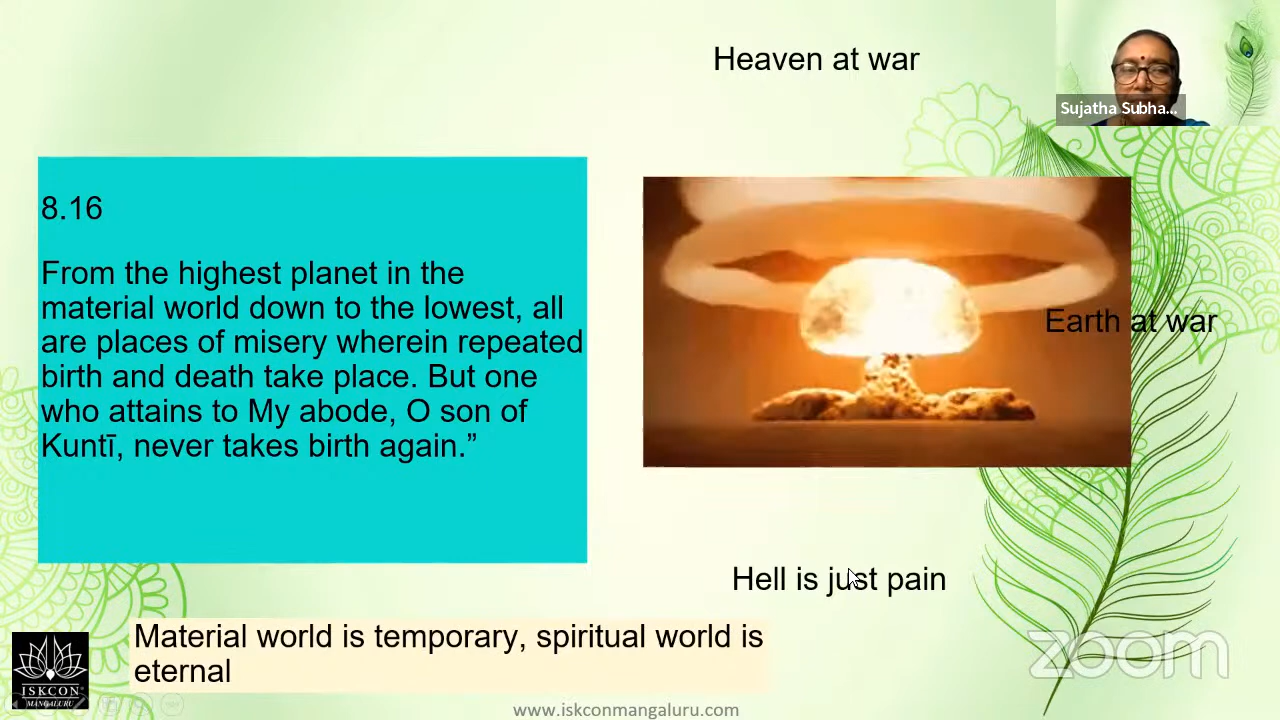 Heaven at war
Sujatha Subha...
8.16
From the highest planet in the
material world down to the lowest, all
are places of misery wherein repeated
birth and death take place. But one
who attains to My abode, O son of
Kuntī, never takes birth again.”
Earth at war
Hell is just pain
Material world is temporary, spiritual world is
eternal
ISKCON
MANGALURU
zoom
www.iskconmangaluru.com